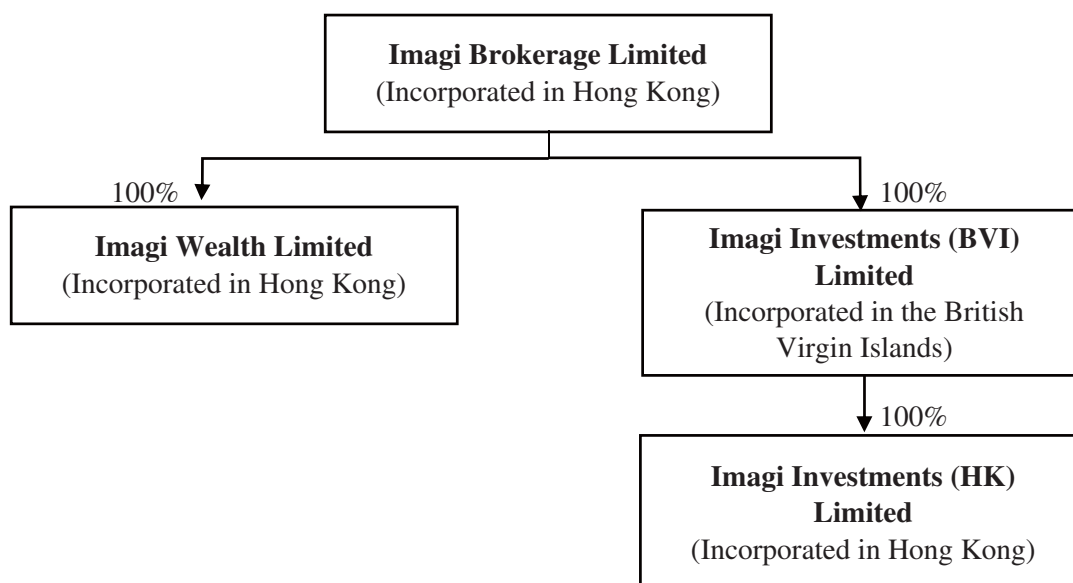 Imagi Brokerage Limited
(Incorporated in Hong Kong)
100%
100%
Imagi Wealth Limited
(Incorporated in Hong Kong)
Imagi Investments (BVI)
Limited
(Incorporated in the British
Virgin Islands)
100%
Imagi Investments (HK)
Limited
(Incorporated in Hong Kong)